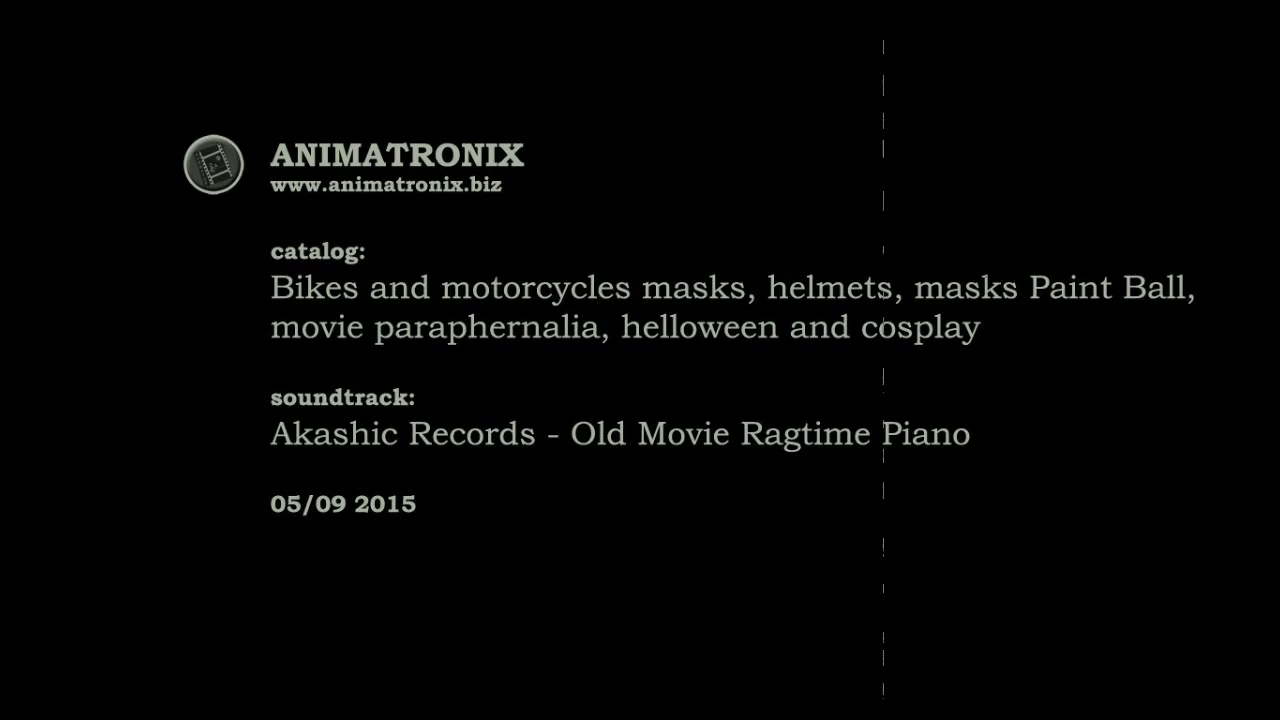 ANIMATRONIX
www.animatronix.biz
catalog:
Bikes and motorcycles masks, helmets, masks Paint Ball,
movie paraphernalia, helloween and cosplay
soundtrack:
Akashic Records - Old Movie Ragtime Piano
05/09 2015